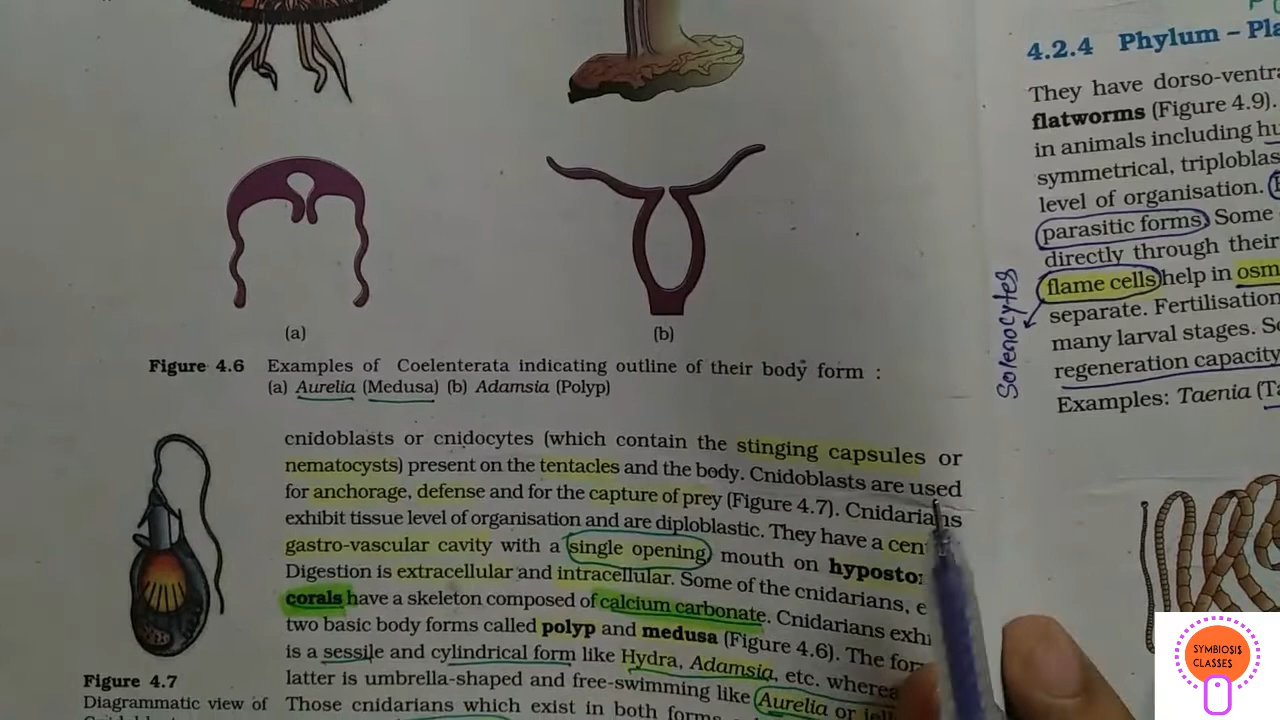 (a)
(b)
Figure 4.6 Examples of Coelenterata indicating outline of their body form :
(a) Aurelia (Medusa) (b) Adamsia (Polyp)
cnidoblasts or cnidocytes (which contain the stinging capsules or
nematocysts) present on the tentacles and the body. Cnidoblasts are used
for anchorage, defense and for the capture of prey (Figure 4.7). Cnidarians
exhibit tissue level of organisation and are diploblastic. They have a cen
gastro-vascular cavity with a single opening, mouth on hyposto
Digestion is extracellular and intracellular. Some of the cnidarians, e
corals have a skeleton composed of calcium carbonate. Cnidarians exhi
two basic body forms called polyp and medusa (Figure 4.6). The for
is a sessile and cylindrical form like Hydra, Adamsia, etc. wherea
latter is umbrella-shaped and free-swimming like Aurelia or jell
Those cnidarians which exist in both forms
Figure 4.7
Diagrammatic view of
4.2.4 Phylum – Pla
They have dorso-ventra
flatworms (Figure 4.9).
in animals including hu
symmetrical, triploblas
level of organisation.
parasitic forms. Some
directly through their
flame cells help in osm
separate. Fertilisation
many larval stages. So
regeneration capacity
Examples: Taenia (Ta
Solenocytes
SYMBIOSIS
CLASSES